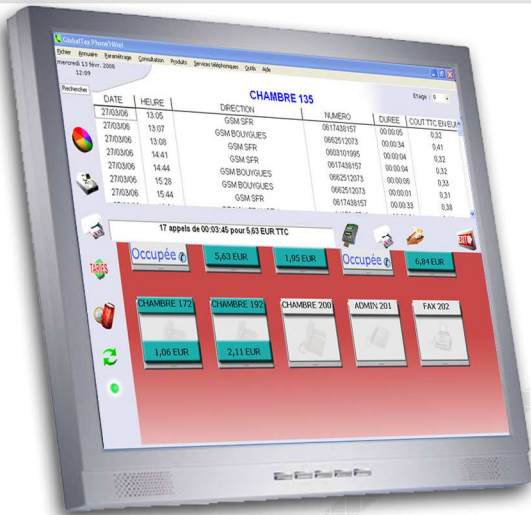 GlobalTax Phone'Hôtel
Fichier Annuaire Paramétrage Consultation Produits Services téléphoniques Outils Aide
mercredi 13 févr. 2008
12:09
Rechercher
CHAMBRE 135
Etage : 0
DATE HEURE DIRECTION NUMERO DUREE COUT TTC EN EUR
27/03/06 13:05 GSM SFR 0617438157 00:00:05 0,32
27/03/06 13:07 GSM BOUYGUES 0662512073 00:00:34 0,41
27/03/06 13:08 GSM SFR 0603101995 00:00:04 0,32
27/03/06 14:41 GSM SFR 0617438157 00:00:04 0,32
27/03/06 14:44 GSM BOUYGUES 0662512073 00:00:06 0,33
27/03/06 15:28 GSM BOUYGUES 0662512073 00:00:01 0,31
27/03/06 15:44 GSM SFR 0617438157 00:00:33 0,38
17 appels de 00:03:45 pour 5,63 EUR TTC
EXIT
TARIFS
Occupée 5,63 EUR 1,95 EUR Occupée 6,84 EUR
CHAMBRE 172 CHAMBRE 192 CHAMBRE 200 ADMIN 201 FAX 202
1,06 EUR 2,11 EUR